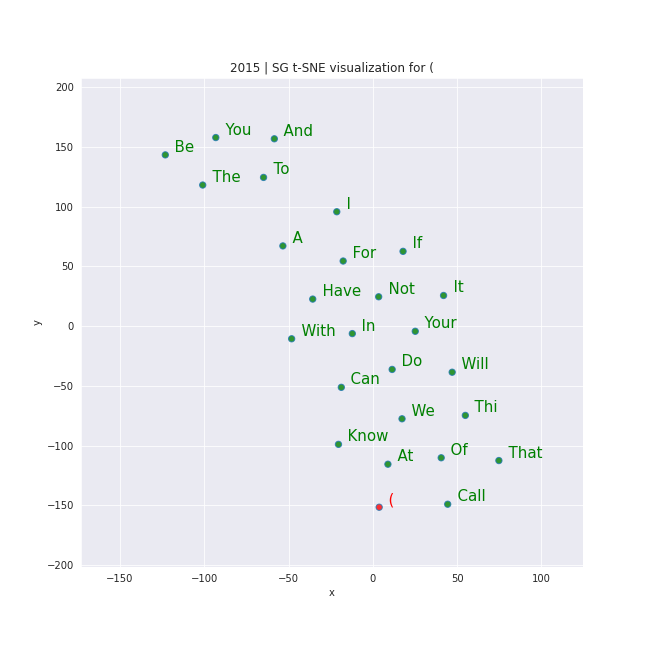 2015 | SG t-SNE visualization for (
200
150
100
50
0
−50
−100
−150
−200
y
You
And
Be
To
The
I
A
If
For
It
Have
Not
With
In
Your
Do
Will
Can
We
Thi
Know
At
Of
That
(
Call
−150
−100
−50
0
50
100
x